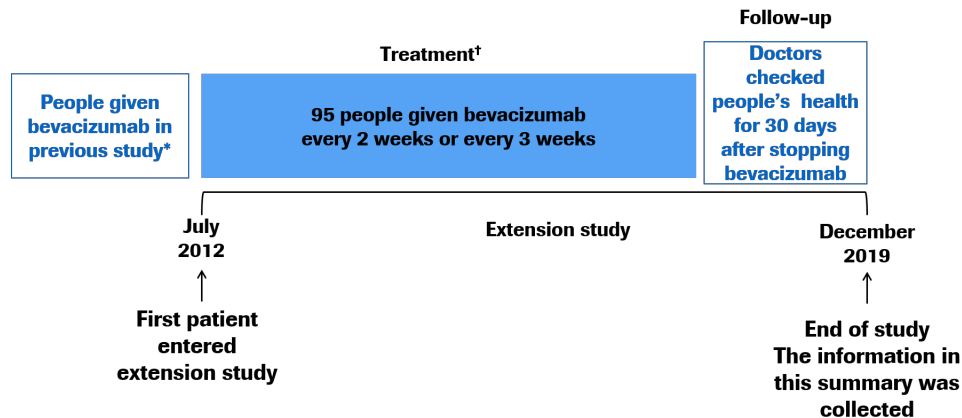 Follow-up
Treatment†
People given
bevacizumab in
previous study*
95 people given bevacizumab
every 2 weeks or every 3 weeks
Doctors
checked
people’s health
for 30 days
after stopping
bevacizumab
July
2012
Extension study
December
2019
First patient
entered
extension study
End of study
The information in
this summary was
collected